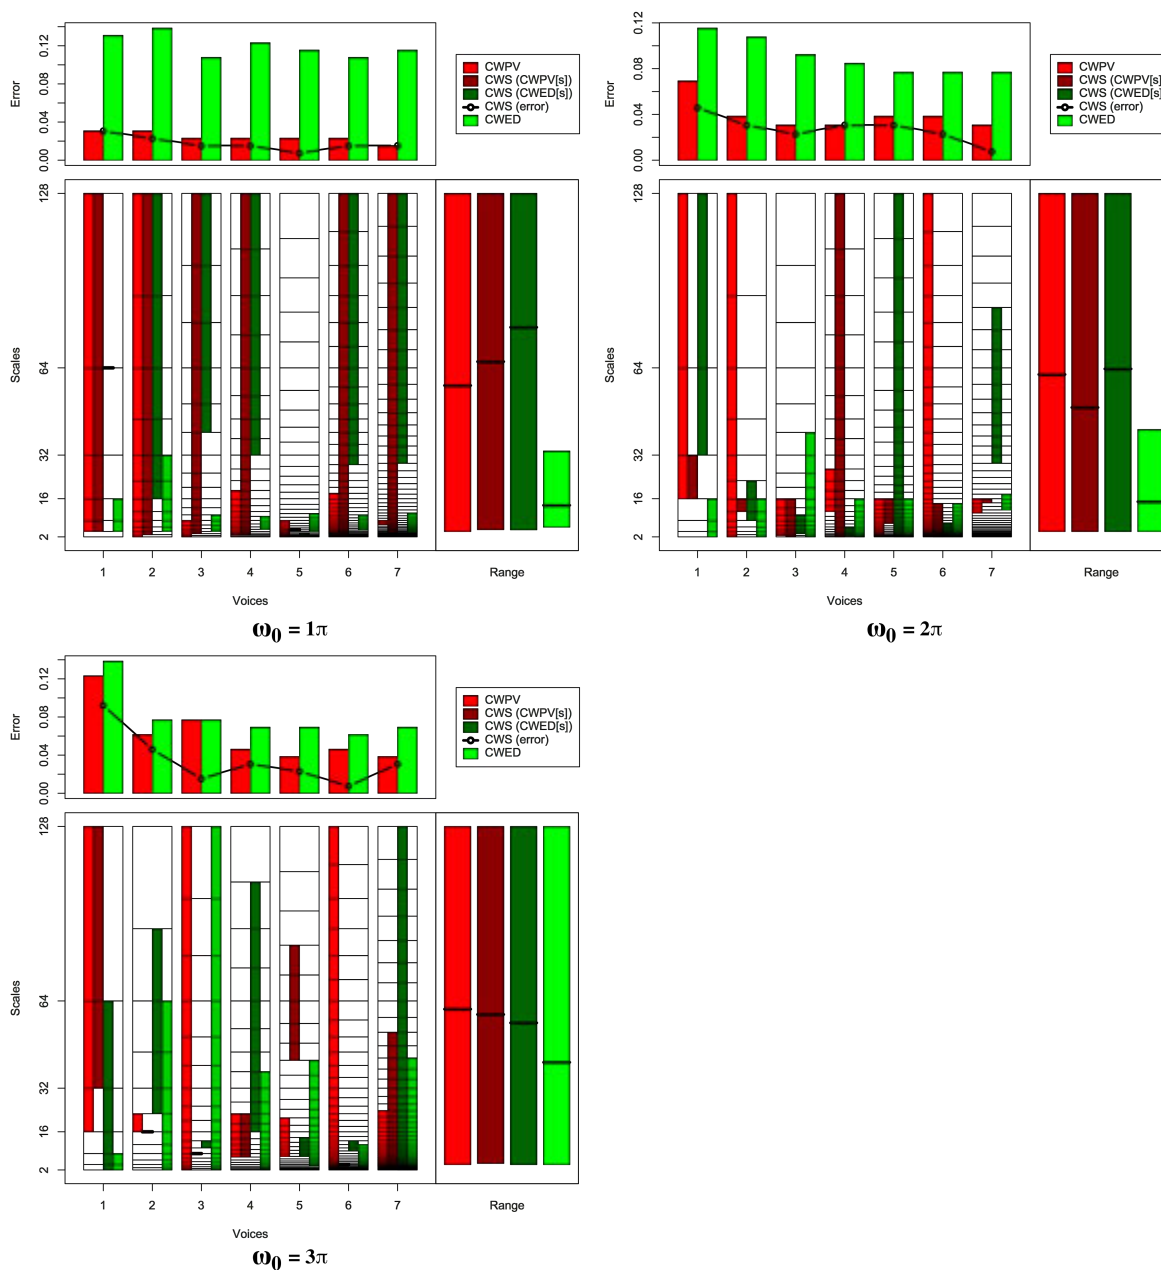 Error
0.00
0.04
0.08
0.12
CWPV
CWS (CWPV[s])
CWS (CWED[s])
CWS (error)
CWED
Scales
128
64
32
16
2
1 2 3 4 5 6 7
Range
Voices
ω0 = 1π
Error
0.00
0.04
0.08
0.12
CWPV
CWS (CWPV[s])
CWS (CWED[s]
CWS (error)
CWED
Scales
128
64
32
16
2
1 2 3 4 5 6 7
Range
Voices
ω0 = 2π
Error
0.00
0.04
0.08
0.12
CWPV
CWS (CWPV[s])
CWS (CWED[s])
CWS (error)
CWED
Scales
128
64
32
16
2
1 2 3 4 5 6 7
Range
Voices
ω0 = 3π